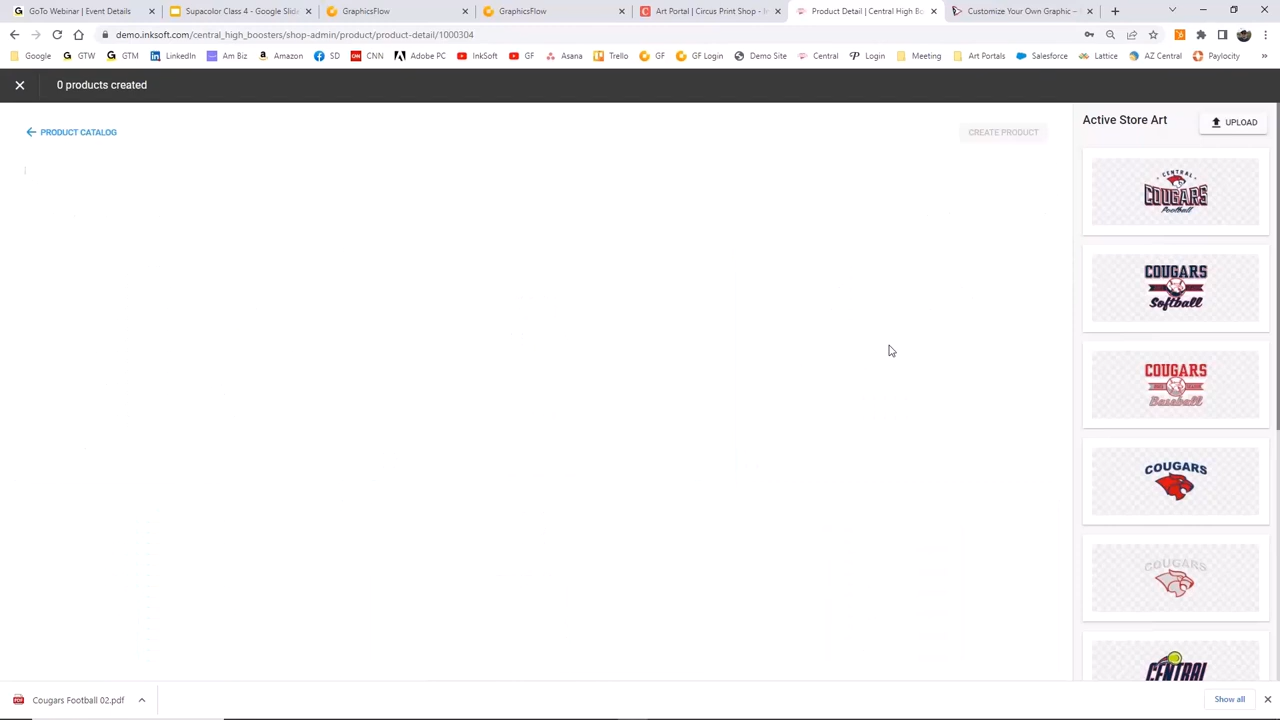 GoTo Webinar | Event Details
Supacolor Class 4 - Google Slid
GraphicsFlow
GraphicsFlow
Art Portal | Circus Print Shop - In
Product Detail | Central High Bo
Customize Your Own Graphic –
demo.inksoft.com/central_high_boosters/shop-admin/product/product-detail/1000304
Google GTW GTM LinkedIn Am Biz Amazon SD CNN Adobe PC InkSoft GF Asana Trello GF GF Login Demo Site Central Login Meeting Art Portals Salesforce Lattice AZ Central Paylocity »
0 products created
PRODUCT CATALOG
CREATE PRODUCT
Active Store Art
UPLOAD
CENTRAL
COUGARS
Football
COUGARS
Softball
COUGARS
Baseball
COUGARS
COUGARS
CENTRAL
Cougars Football 02.pdf
Show all